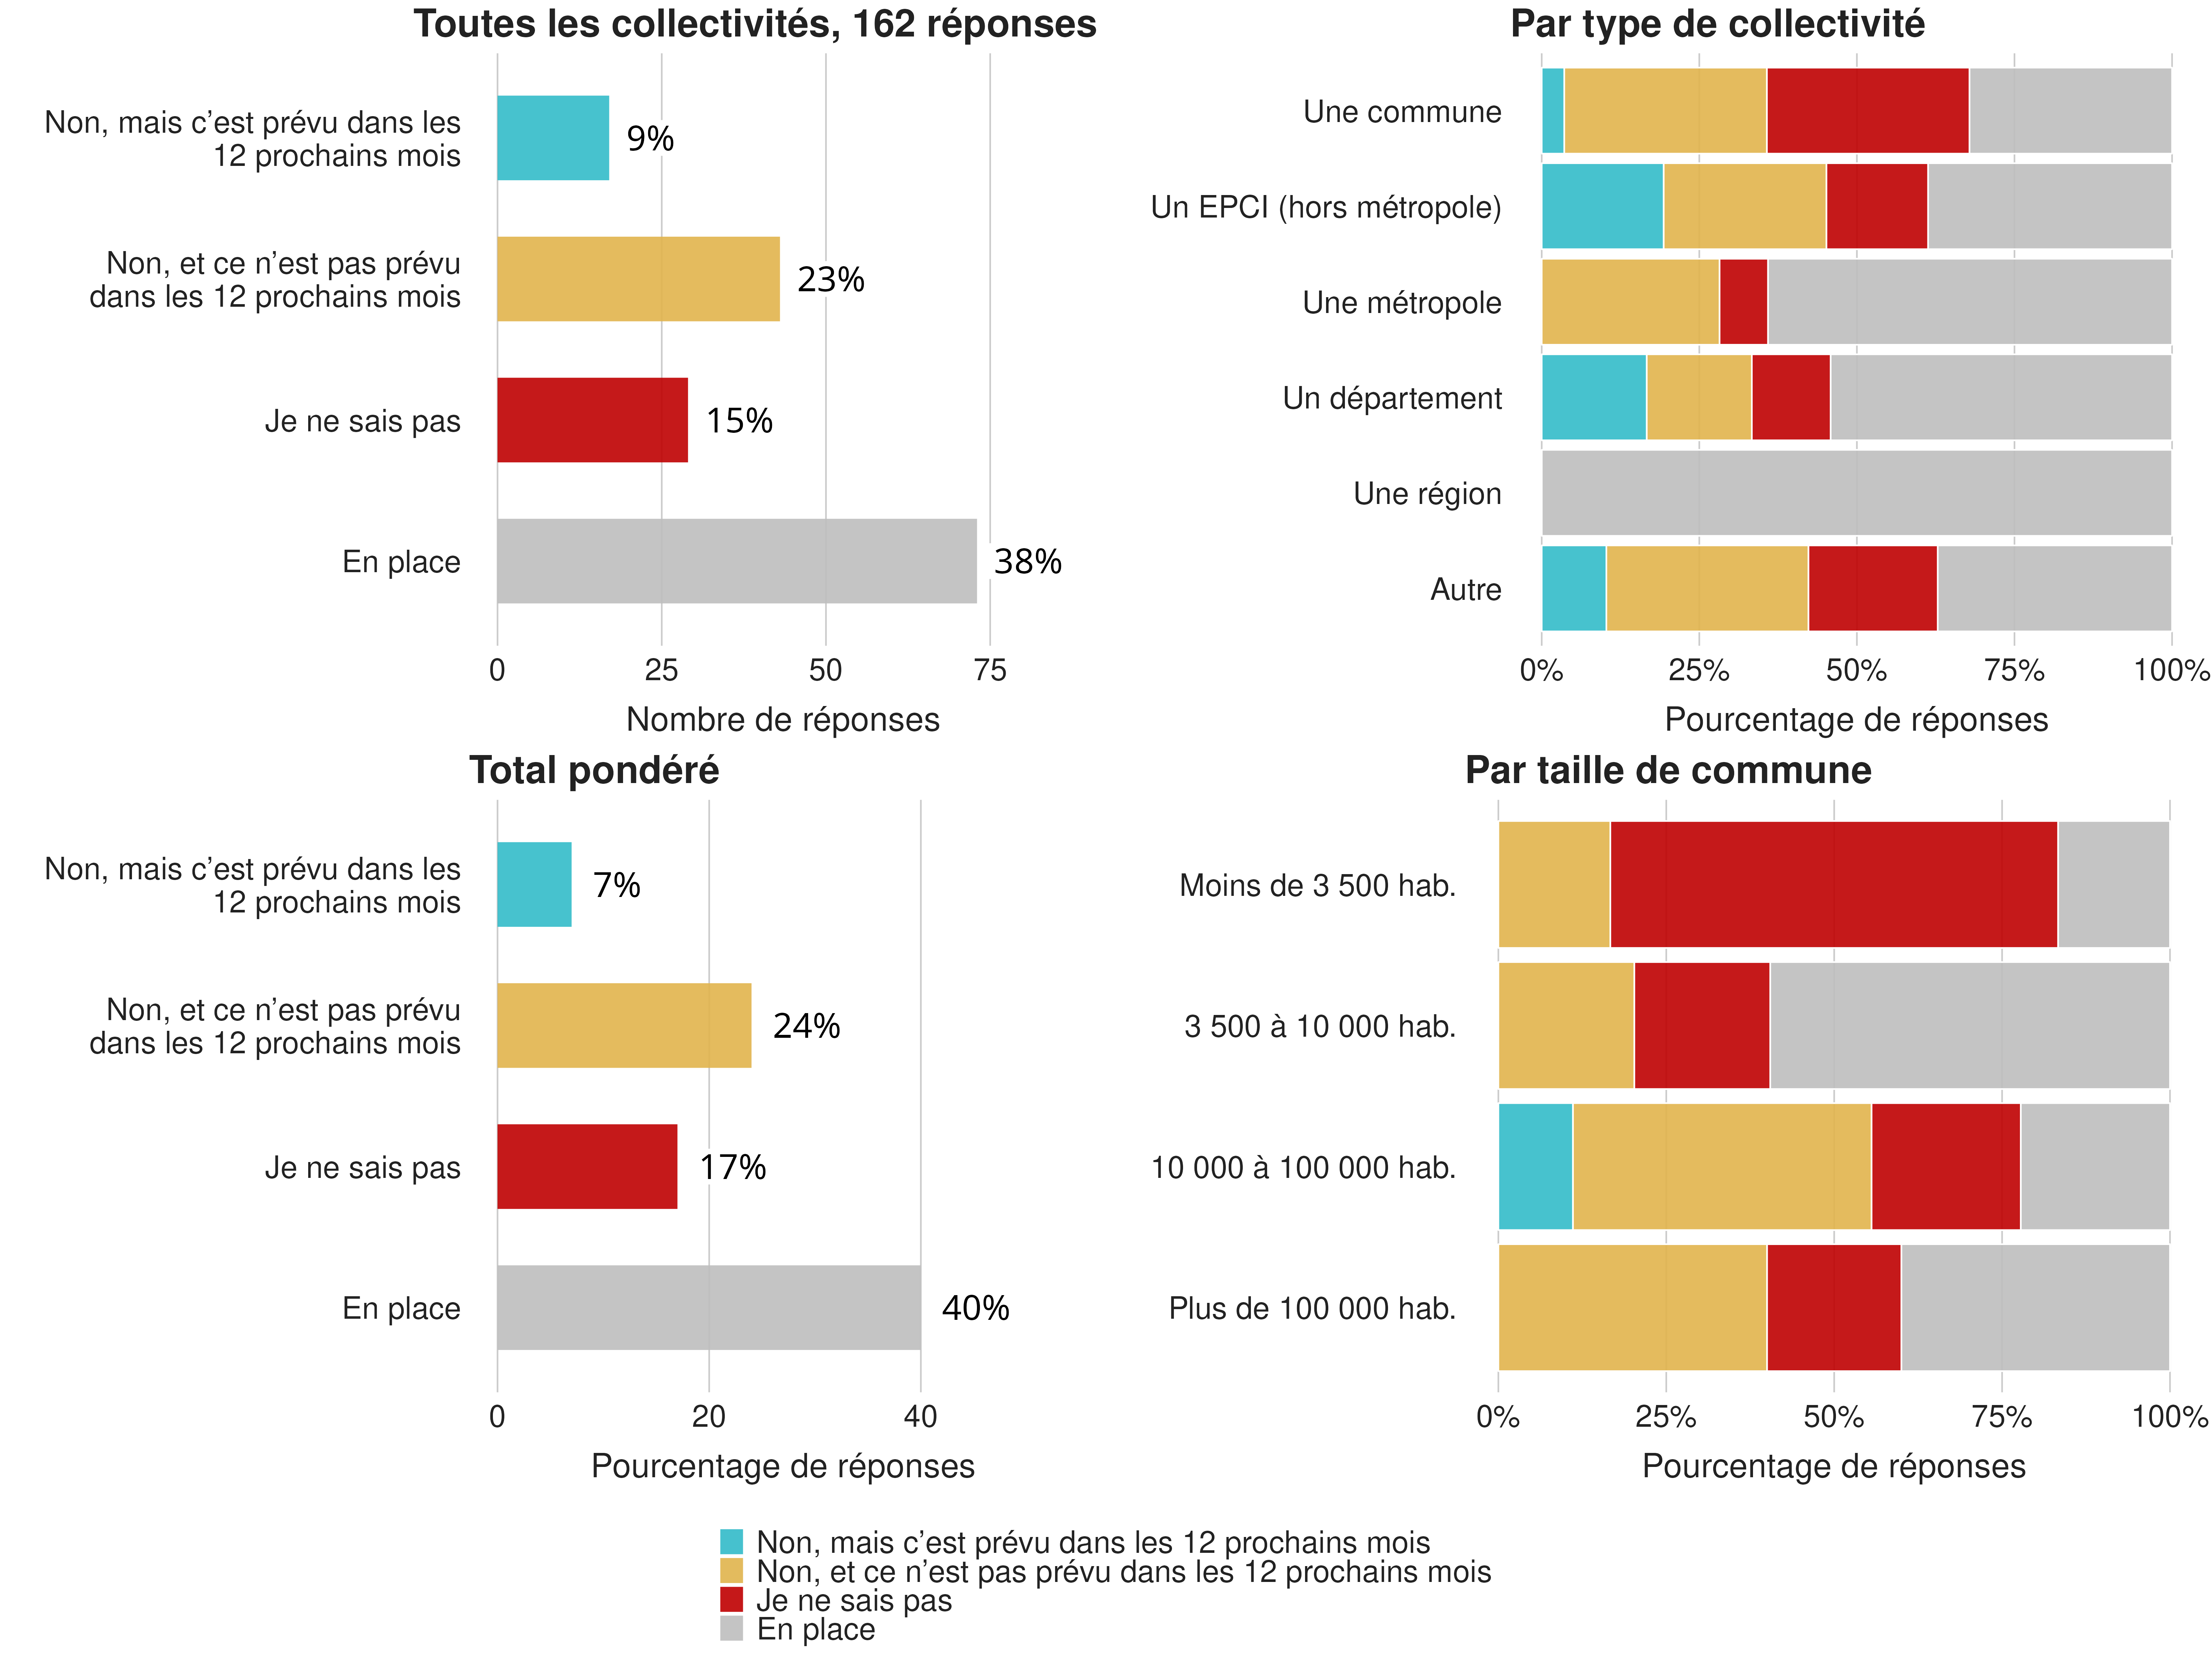 Toutes les collectivités, 162 réponses
Non, mais c’est prévu dans les
12 prochains mois
9%
Non, et ce n’est pas prévu
dans les 12 prochains mois
23%
Je ne sais pas
15%
En place
38%
0 25 50 75
Nombre de réponses
Par type de collectivité
Une commune
Un EPCI (hors métropole)
Une métropole
Un département
Une région
Autre
0% 25% 50% 75% 100%
Pourcentage de réponses
Total pondéré
Non, mais c’est prévu dans les
12 prochains mois
7%
Non, et ce n’est pas prévu
dans les 12 prochains mois
24%
Je ne sais pas
17%
En place
40%
0 20 40
Pourcentage de réponses
Par taille de commune
Moins de 3 500 hab.
3 500 à 10 000 hab.
10 000 à 100 000 hab.
Plus de 100 000 hab.
0% 25% 50% 75% 100%
Pourcentage de réponses
Non, mais c’est prévu dans les 12 prochains mois
Non, et ce n’est pas prévu dans les 12 prochains mois
Je ne sais pas
En place